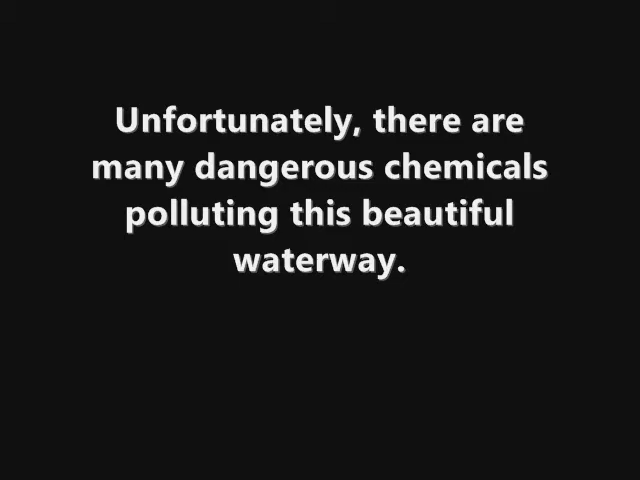 Unfortunately, there are
many dangerous chemicals
polluting this beautiful
waterway.